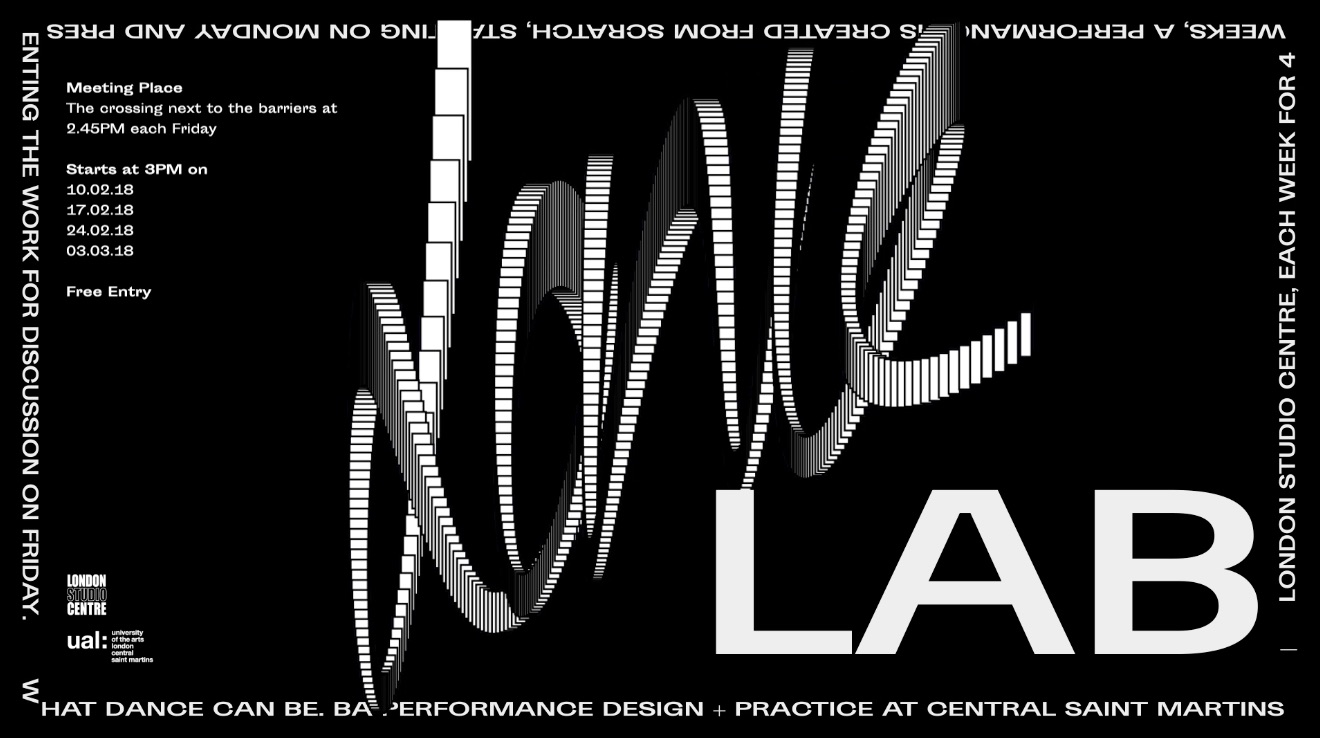 WEEKS, A PERFORMANCE IS CREATED FROM SCRATCH, STARTING ON MONDAY AND PRES
ENTING THE WORK FOR DISCUSSION ON FRIDAY.
Meeting Place
The crossing next to the barriers at
2.45PM each Friday
Starts at 3PM on
10.02.18
17.02.18
24.02.18
03.03.18
Free Entry
LAB
LONDON
STUDIO
CENTRE
ual: university
of the arts
london
central
saint martins
W
HAT DANCE CAN BE. BA PERFORMANCE DESIGN + PRACTICE AT CENTRAL SAINT MARTINS
| LONDON STUDIO CENTRE, EACH WEEK FOR 4